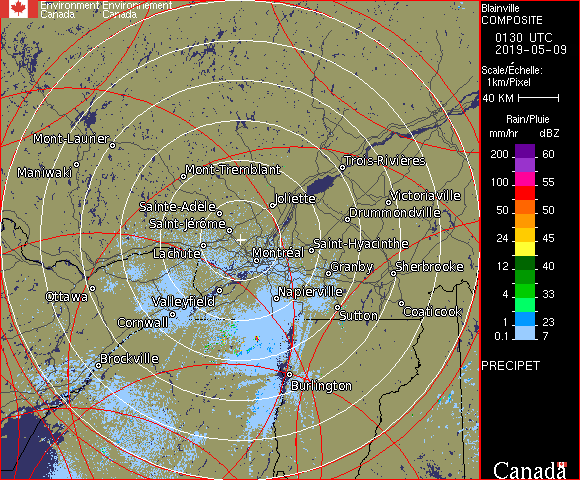 Environment Environnement
Canada Canada
Blainville
COMPOSITE
0130 UTC
2019-05-09
Scale/Échelle:
1km/Pixel
40 KM
Rain/Pluie
mm/hr dBZ
200 60
100 55
50 50
24 45
12 40
4 33
1 23
0.1 7
PRECIPET
Mont-Laurier
Maniwaki
Mont-Tremblant
Trois-Rivières
Sainte-Adèle
Joliette
Victoriaville
Drummondville
Saint-Jérôme
Lachute
Montréal
Saint-Hyacinthe
Granby
Sherbrooke
Ottawa
Valleyfield
Napierville
Cornwall
Sutton
Coaticook
Brockville
Burlington
Canada